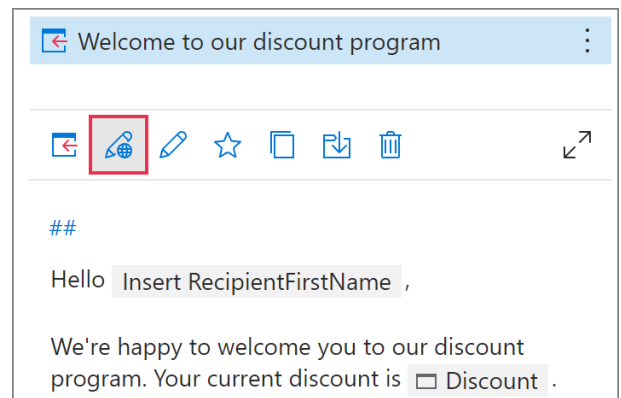 Welcome to our discount program
##
Hello Insert RecipientFirstName ,
We're happy to welcome you to our discount
program. Your current discount is Discount .